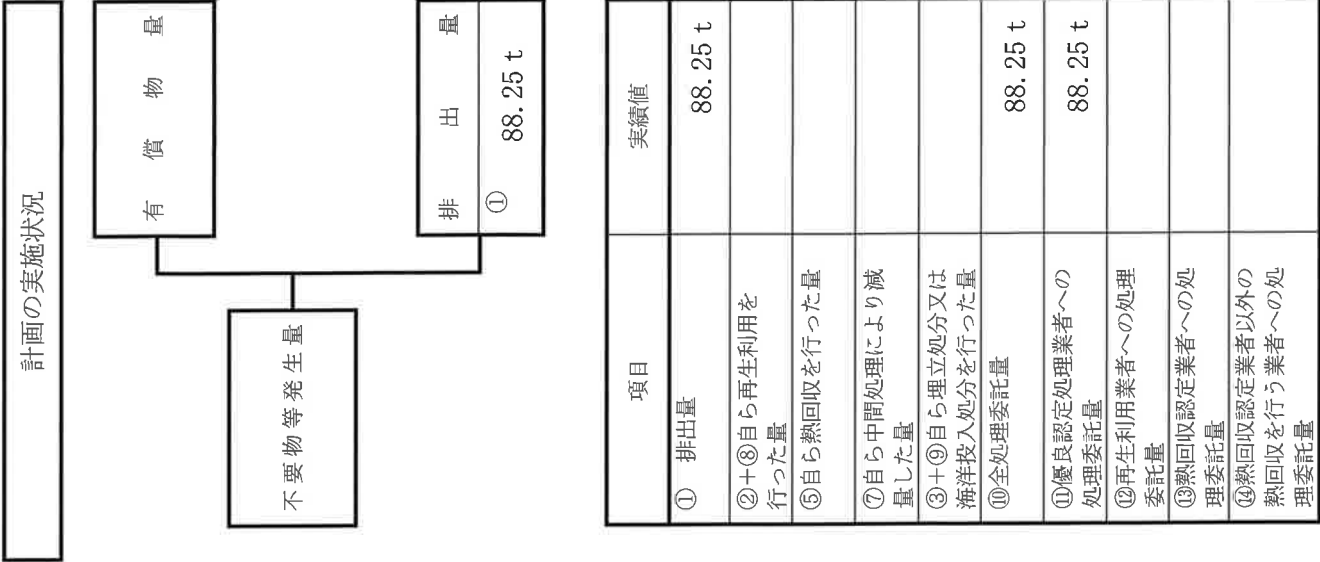 計画の実施状況
有償物量
不要物等発生量
排出量
① 88.25 t
項目 実績値
① 排出量 88.25 t
②+⑧自ら再生利用を
行った量
⑤自ら熱回収を行った量
⑦自ら中間処理により減
量した量
③+⑨自ら埋立処分又は
海洋投入処分を行った量
⑩全処理委託量 88.25 t
⑪優良認定処理業者への
処理委託量 88.25 t
⑫再生利用業者への処理
委託量
⑬熱回収認定業者への処
理委託量
⑭熱回収認定業者以外の
熱回収を行う業者への処
理委託量